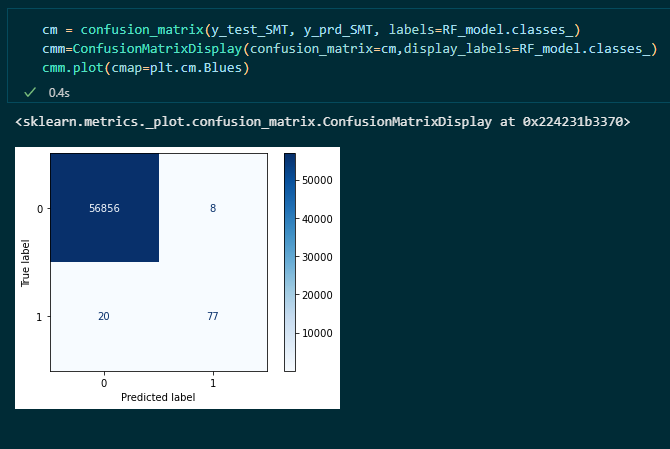 cm = confusion_matrix(y_test_SMT, y_prd_SMT, labels=RF_model.classes_)
cmm=ConfusionMatrixDisplay(confusion_matrix=cm,display_labels=RF_model.classes_)
cmm.plot(cmap=plt.cm.Blues)
0.4s
<sklearn.metrics._plot.confusion_matrix.ConfusionMatrixDisplay at 0x224231b3370>
True label
0
1
56856
8
20
77
0
1
Predicted label
50000
40000
30000
20000
10000